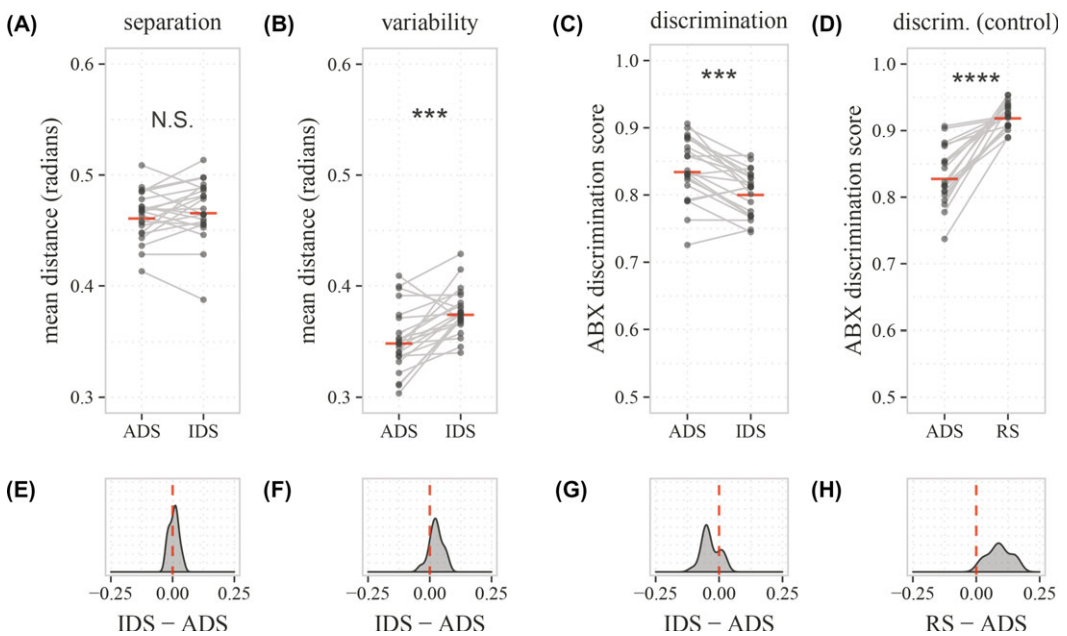 (A) separation
mean distance (radians)
0.6
0.5
0.4
0.3
N.S.
ADS IDS
(B) variability
mean distance (radians)
0.6
0.5
0.4
0.3
***
ADS IDS
(C) discrimination
ABX discrimination score
1.0
0.9
0.8
0.7
0.6
0.5
***
ADS IDS
(D) discrim. (control)
ABX discrimination score
1.0
0.9
0.8
0.7
0.6
0.5
****
ADS RS
(E)
−0.25 0.00 0.25
IDS − ADS
(F)
−0.25 0.00 0.25
IDS − ADS
(G)
−0.25 0.00 0.25
IDS − ADS
(H)
−0.25 0.00 0.25
RS − ADS